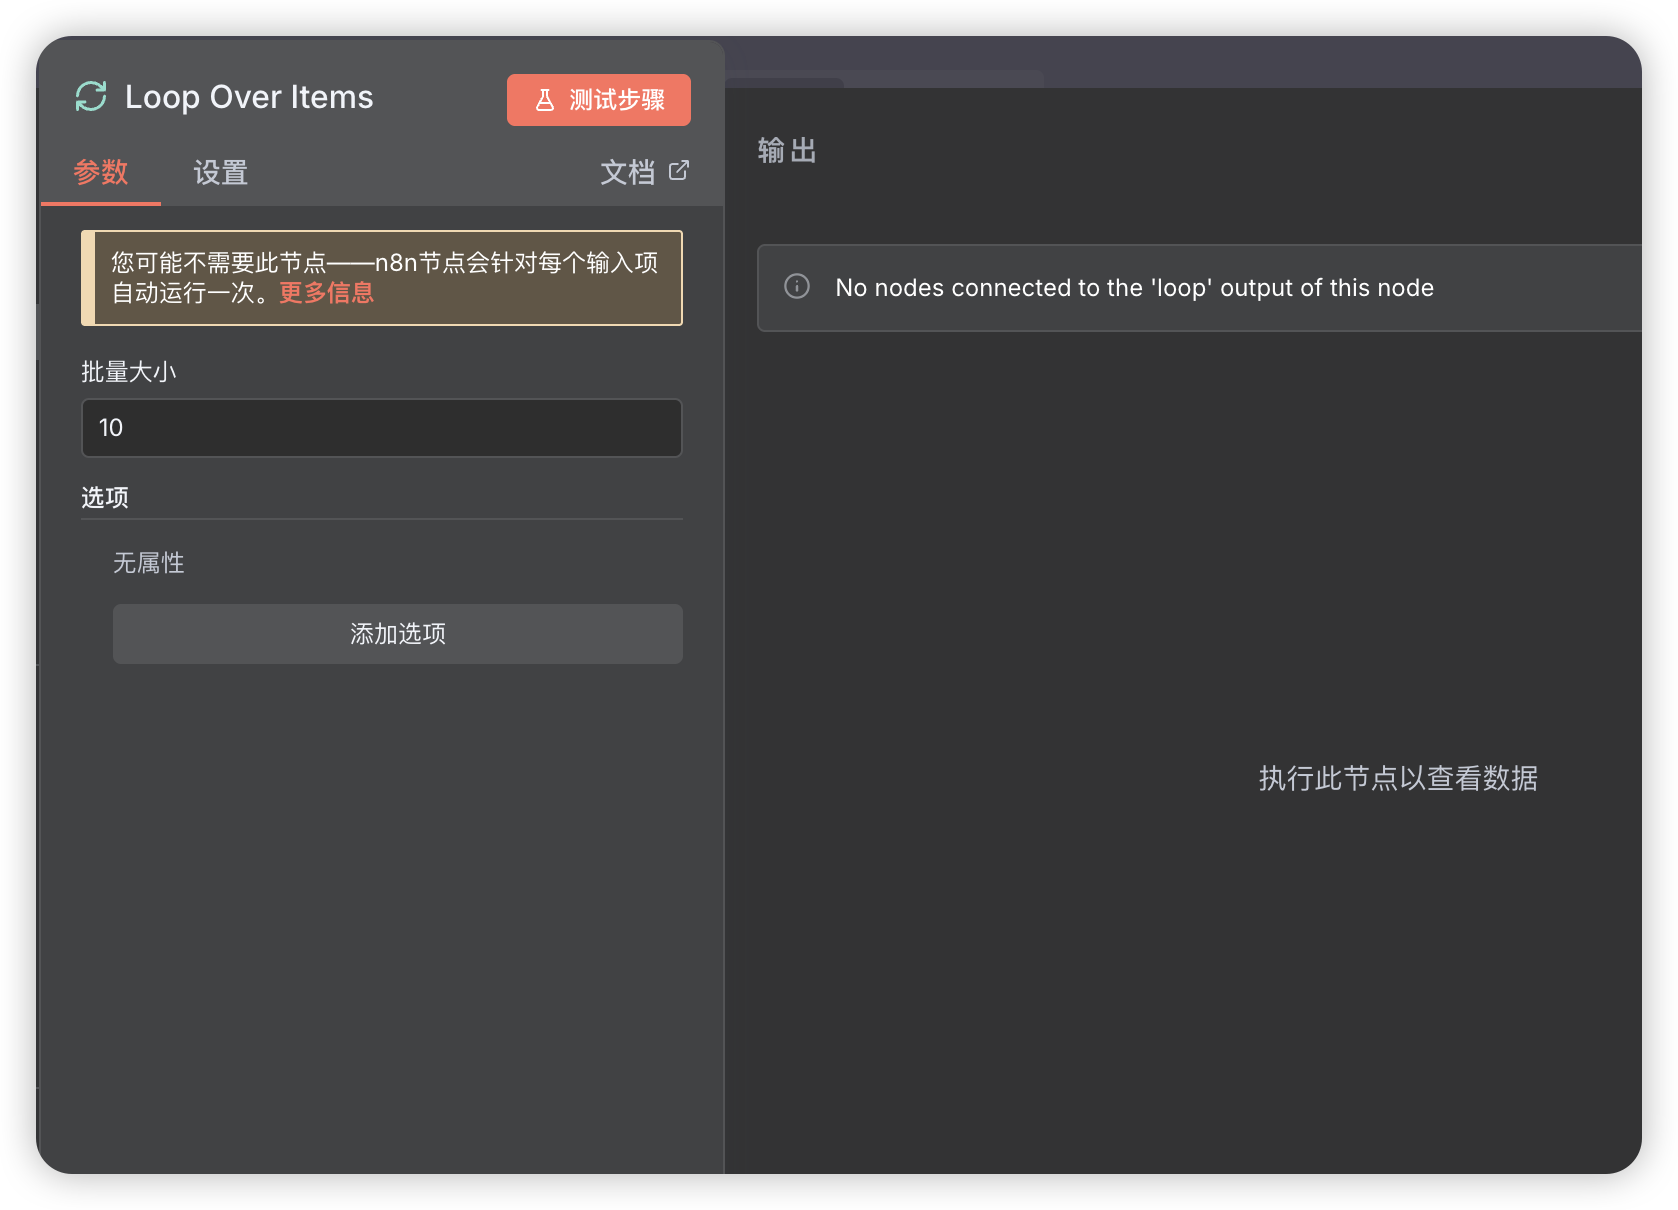 Loop Over Items
测试步骤
参数
设置
文档
您可能不需要此节点——n8n节点会针对每个输入项
自动运行一次。更多信息
批量大小
10
选项
无属性
添加选项
输出
No nodes connected to the 'loop' output of this node
执行此节点以查看数据